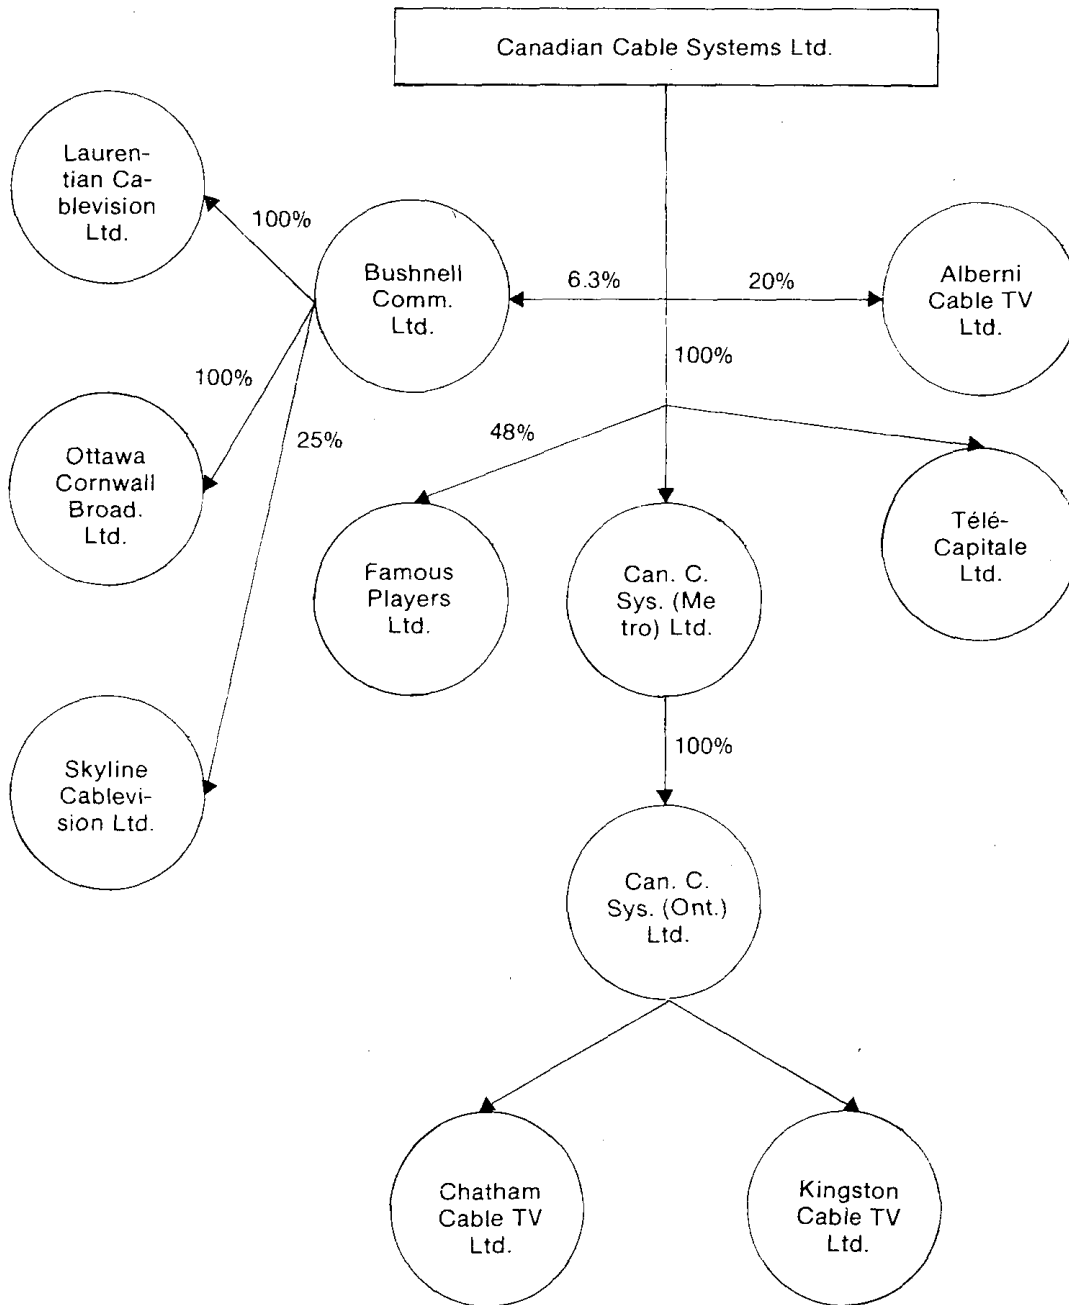 Canadian Cable Systems Ltd.
Lauren-
tian Ca-
blevision
Ltd.
100%
Bushnell
Comm.
Ltd.
6.3%
20%
Alberni
Cable TV
Ltd.
100%
100%
25%
48%
Ottawa
Cornwall
Broad.
Ltd.
Famous
Players
Ltd.
Can. C.
Sys. (Me
tro) Ltd.
Télé-
Capitale
Ltd.
100%
Skyline
Cablevi-
sion Ltd.
Can. C.
Sys. (Ont.)
Ltd.
Chatham
Cable TV
Ltd.
Kingston
Cable TV
Ltd.